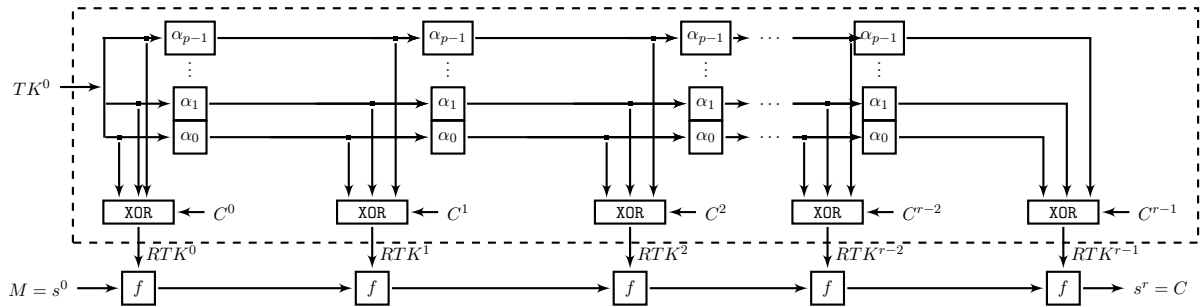 α_{p−1} α_{p−1} α_{p−1} ⋯ α_{p−1}
⋮ ⋮ ⋮ ⋮
TK^0
α_1 α_1 α_1 ⋯ α_1
α_0 α_0 α_0 ⋯ α_0
XOR C^0 XOR C^1 XOR C^2 XOR C^{r−2} XOR C^{r−1}
RTK^0 RTK^1 RTK^2 RTK^{r−2} RTK^{r−1}
M = s^0 f f f f f s^r = C